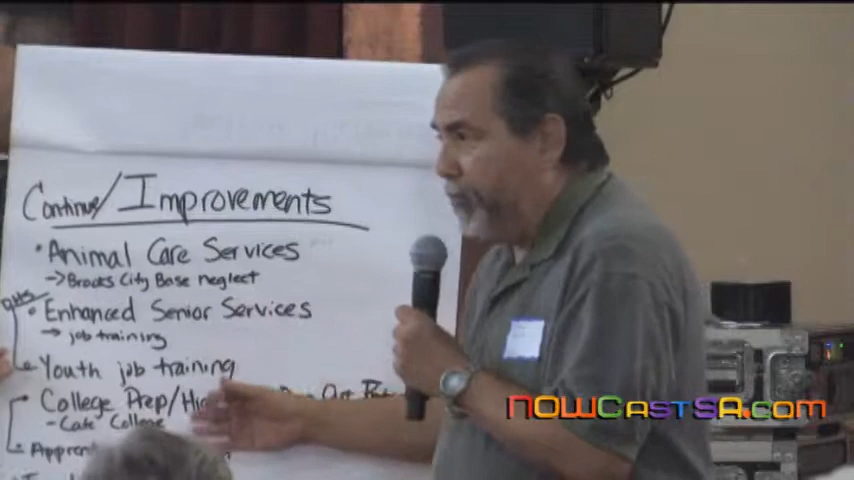 Continue/Improvements
• Animal Care Services
→ Brooks City Base neglect
DHS
• Enhanced Senior Services
→ job training
Youth job training
College Prep/
- Cafe College
NOWCastSA.com